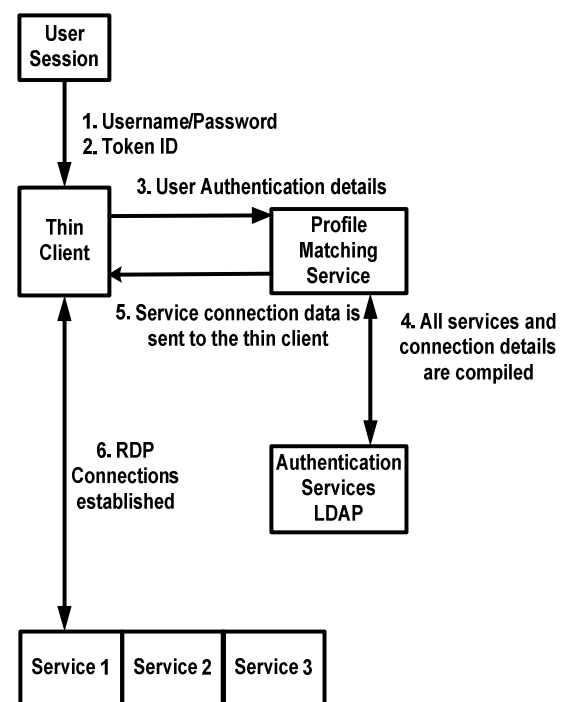 User
Session
1. Username/Password
2. Token ID
3. User Authentication details
Thin
Client
Profile
Matching
Service
5. Service connection data is
sent to the thin client
4. All services and
connection details
are compiled
6. RDP
Connections
established
Authentication
Services
LDAP
Service 1
Service 2
Service 3